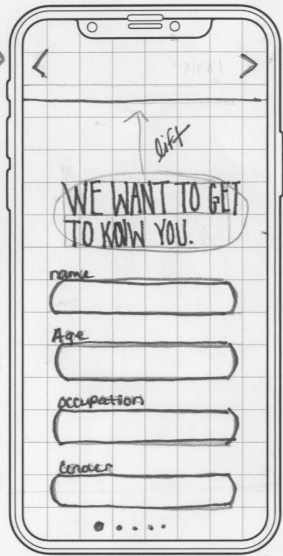 lift
WE WANT TO GET
TO KOW YOU.
name
Age
occupation
Gender